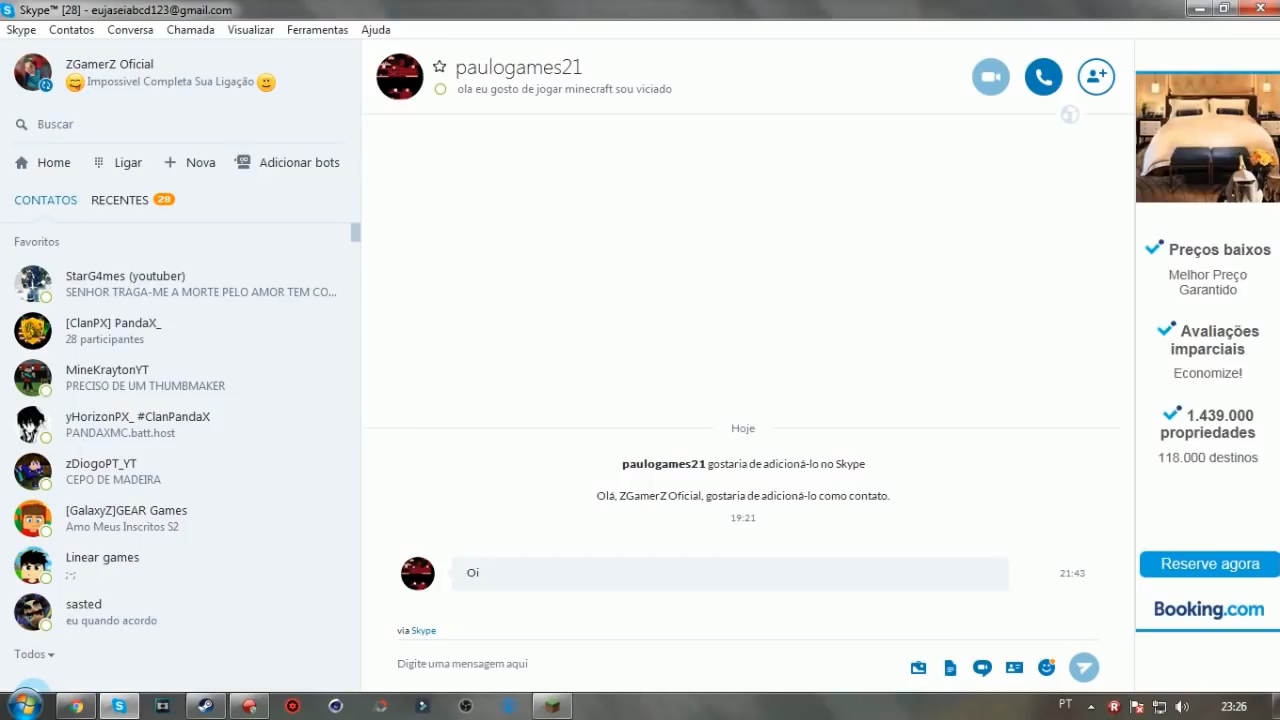 Skype™ [28] - eujaseiabcd123@gmail.com
Skype Contatos Conversa Chamada Visualizar Ferramentas Ajuda
ZGamerZ Oficial
Impossivel Completa Sua Ligação
Buscar
Home Ligar Nova Adicionar bots
CONTATOS RECENTES 28
Favoritos
StarG4mes (youtuber)
SENHOR TRAGA-ME A MORTE PELO AMOR TEM CO...
[ClanPX] PandaX_
28 participantes
MineKraytonYT
PRECISO DE UM THUMBMAKER
yHorizonPX_ #ClanPandaX
PANDAXMC.batt.host
zDiogoPT_YT
CEPO DE MADEIRA
[GalaxyZ]GEAR Games
Amo Meus Inscritos S2
Linear games
;-;
sasted
eu quando acordo
Todos
paulogames21
ola eu gosto de jogar minecraft sou viciado
Hoje
paulogames21 gostaria de adicioná-lo no Skype
Olá, ZGamerZ Oficial, gostaria de adicioná-lo como contato.
19:21
Oi 21:43
via Skype
Digite uma mensagem aqui
Preços baixos
Melhor Preço
Garantido
Avaliações
imparciais
Economize!
1.439.000
propriedades
118.000 destinos
Reserve agora
Booking.com
PT 23:26